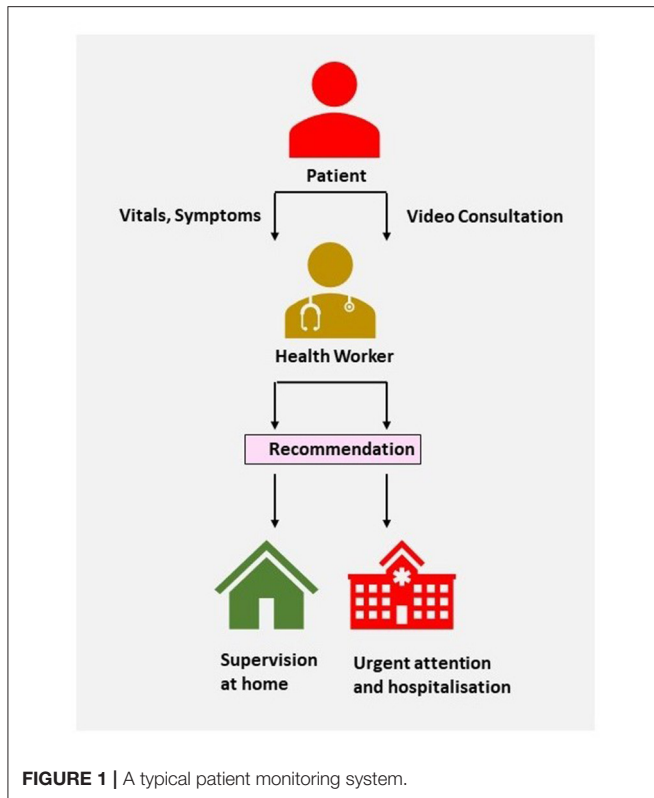 Patient
Vitals, Symptoms
Video Consultation
Health Worker
Recommendation
Supervision
at home
Urgent attention
and hospitalisation
FIGURE 1 | A typical patient monitoring system.